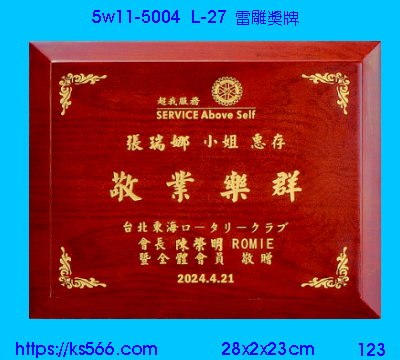 5w11-5004 L-27 雷雕獎牌
超我服務
SERVICE Above Self
張瑞娜 小姐 惠存
敬業樂群
台北東海ロータリークラブ
會長 陳榮明 ROMIE
暨全體會員 敬贈
2024.4.21
https://ks566.com 28x2x23cm 123